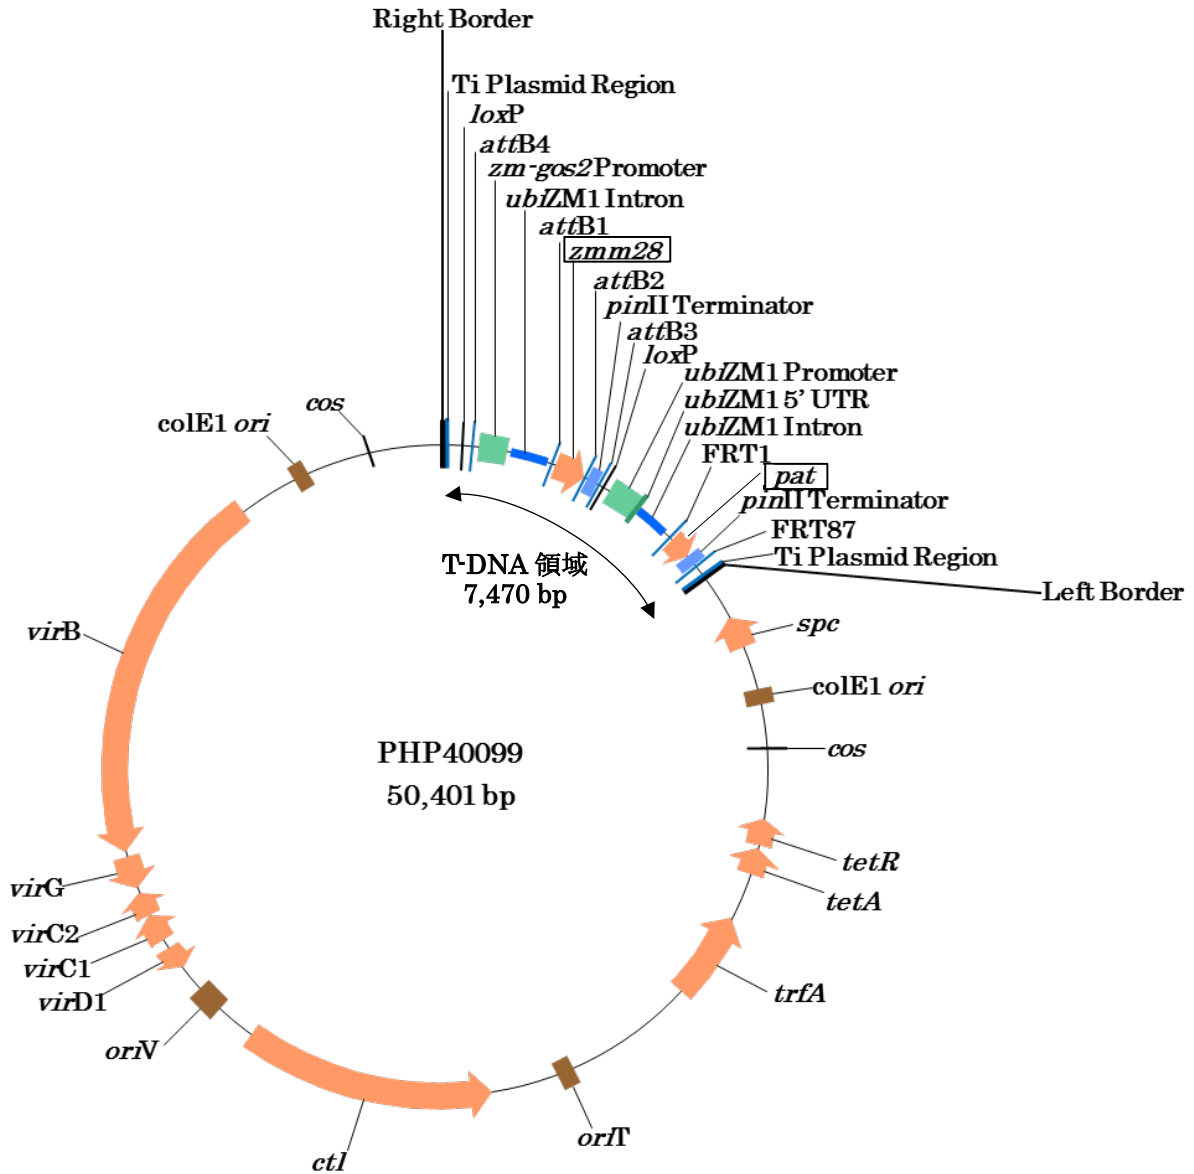 Right Border
Ti Plasmid Region
loxP
attB4
zm-gos2 Promoter
ubiZM1 Intron
attB1
zmm28
attB2
pinII Terminator
attB3
loxP
ubiZM1 Promoter
ubiZM1 5' UTR
ubiZM1 Intron
FRT1
pat
pinII Terminator
FRT87
Ti Plasmid Region
Left Border
T-DNA 領域
7,470 bp
cos
colE1 ori
spc
colE1 ori
cos
virB
PHP40099
50,401 bp
tetR
tetA
virG
virC2
virC1
virD1
trfA
oriV
oriT
ctl